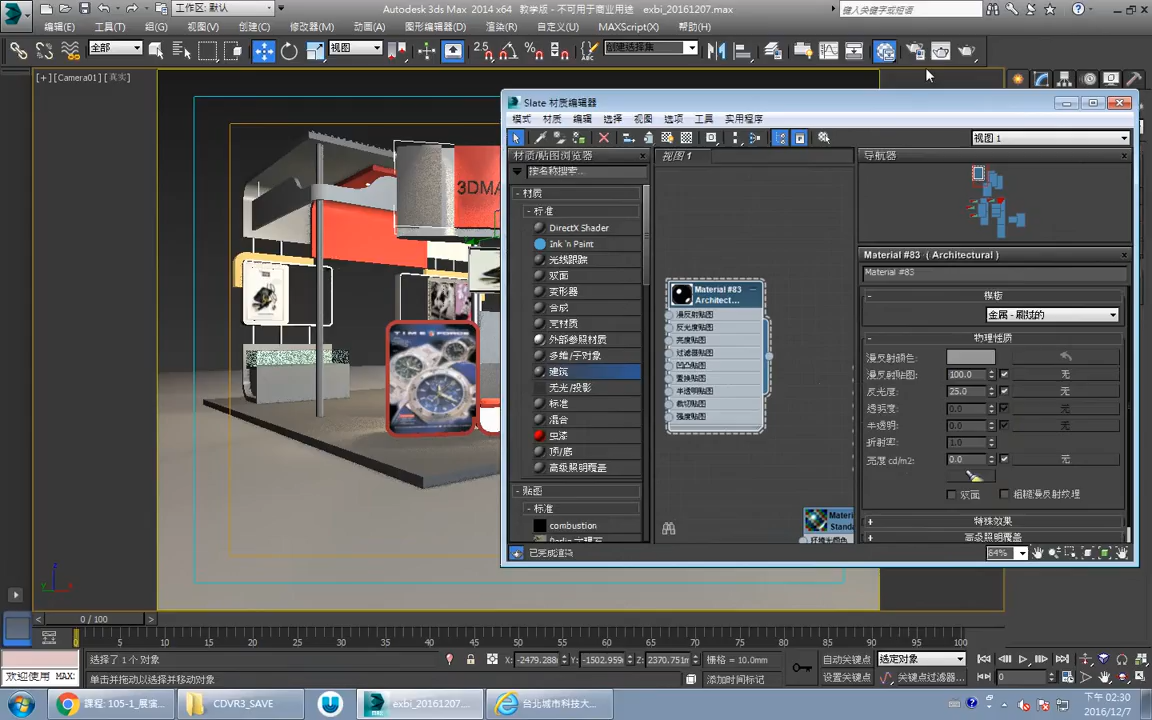 工作区: 默认
Autodesk 3ds Max 2014 x64 教学版 - 不可用于商业用途 exbi_20161207.max
键入关键字或短语
编辑(E) 工具(T) 组(G) 视图(V) 创建(C) 修改器(M) 动画(A) 图形编辑器(D) 渲染(R) 自定义(U) MAXScript(X) 帮助(H)
全部 视图 2.5 创建选择集
[+] [Camera01] [真实]
Slate 材质编辑器
模式 材质 编辑 选择 视图 选项 工具 实用程序
视图 1
材质/贴图浏览器 视图 1 导航器
按名称搜索...
- 材质
- 标准
DirectX Shader
Ink 'n Paint
光线跟踪
双面
变形器
合成
壳材质
外部参照材质
多维/子对象
建筑
无光/投影
标准
混合
虫漆
顶/底
高级照明覆盖
- 贴图
- 标准
combustion
Material #83
Architect...
漫反射贴图
反光度贴图
亮度贴图
过滤器贴图
凹凸贴图
置换贴图
半透明贴图
裁切贴图
强度贴图
Materi
Standa
环境光颜色
Material #83 ( Architectural )
Material #83
- 模板
金属 - 刷过的
- 物理性质
漫反射颜色:
漫反射贴图: 100.0 无
反光度: 25.0 无
透明度: 0.0 无
半透明: 0.0 无
折射率: 1.0
亮度 cd/m2: 0.0 无
双面 粗糙漫反射纹理
+ 特殊效果
+ 高级照明覆盖
已完成渲染
64%
3DMA
TIME FORCE
0 / 100
0 5 10 15 20 25 30 35 40 45 50 55 60 65 70 75 80 85 90 95 100
选择了 1 个 对象
X: -2479.288 Y: -1502.959 Z: 2370.751m 栅格 = 10.0mm
自动关键点 选定对象
欢迎使用 MAX:
单击并拖动以选择并移动对象
添加时间标记
设置关键点 关键点过滤器...
0
課程: 105-1_展演...
CDVR3_SAVE
exbi_20161207....
台北城市科技大...
下午 02:30
2016/12/7